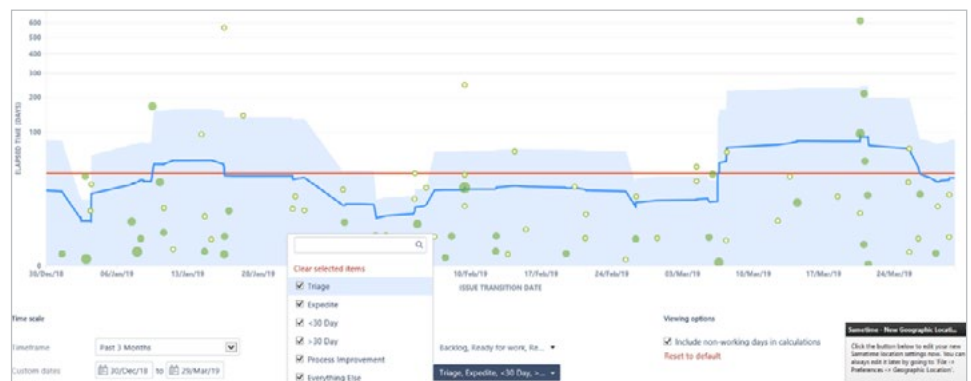 600
500
400
300
200
100
0
ELAPSED TIME (DAYS)
30/Dec/18 06/Jan/19 13/Jan/19 20/Jan/19 10/Feb/19 17/Feb/19 24/Feb/19 03/Mar/19 10/Mar/19 17/Mar/19 24/Mar/19
ISSUE TRANSITION DATE
Clear selected items
Triage
Expedite
<30 Day
>30 Day
Process Improvement
Everything Else
Time scale
Timeframe Past 3 Months
Custom dates 30/Dec/18 to 29/Mar/19
Backlog, Ready for work, Re...
Triage, Expedite, <30 Day, >...
Viewing options
Include non-working days in calculations
Reset to default
Sametime - New Geographic Locati...
Click the button below to edit your new
Sametime location settings now. You can
always edit it later by going to 'File ->
Preferences -> Geographic Location'.